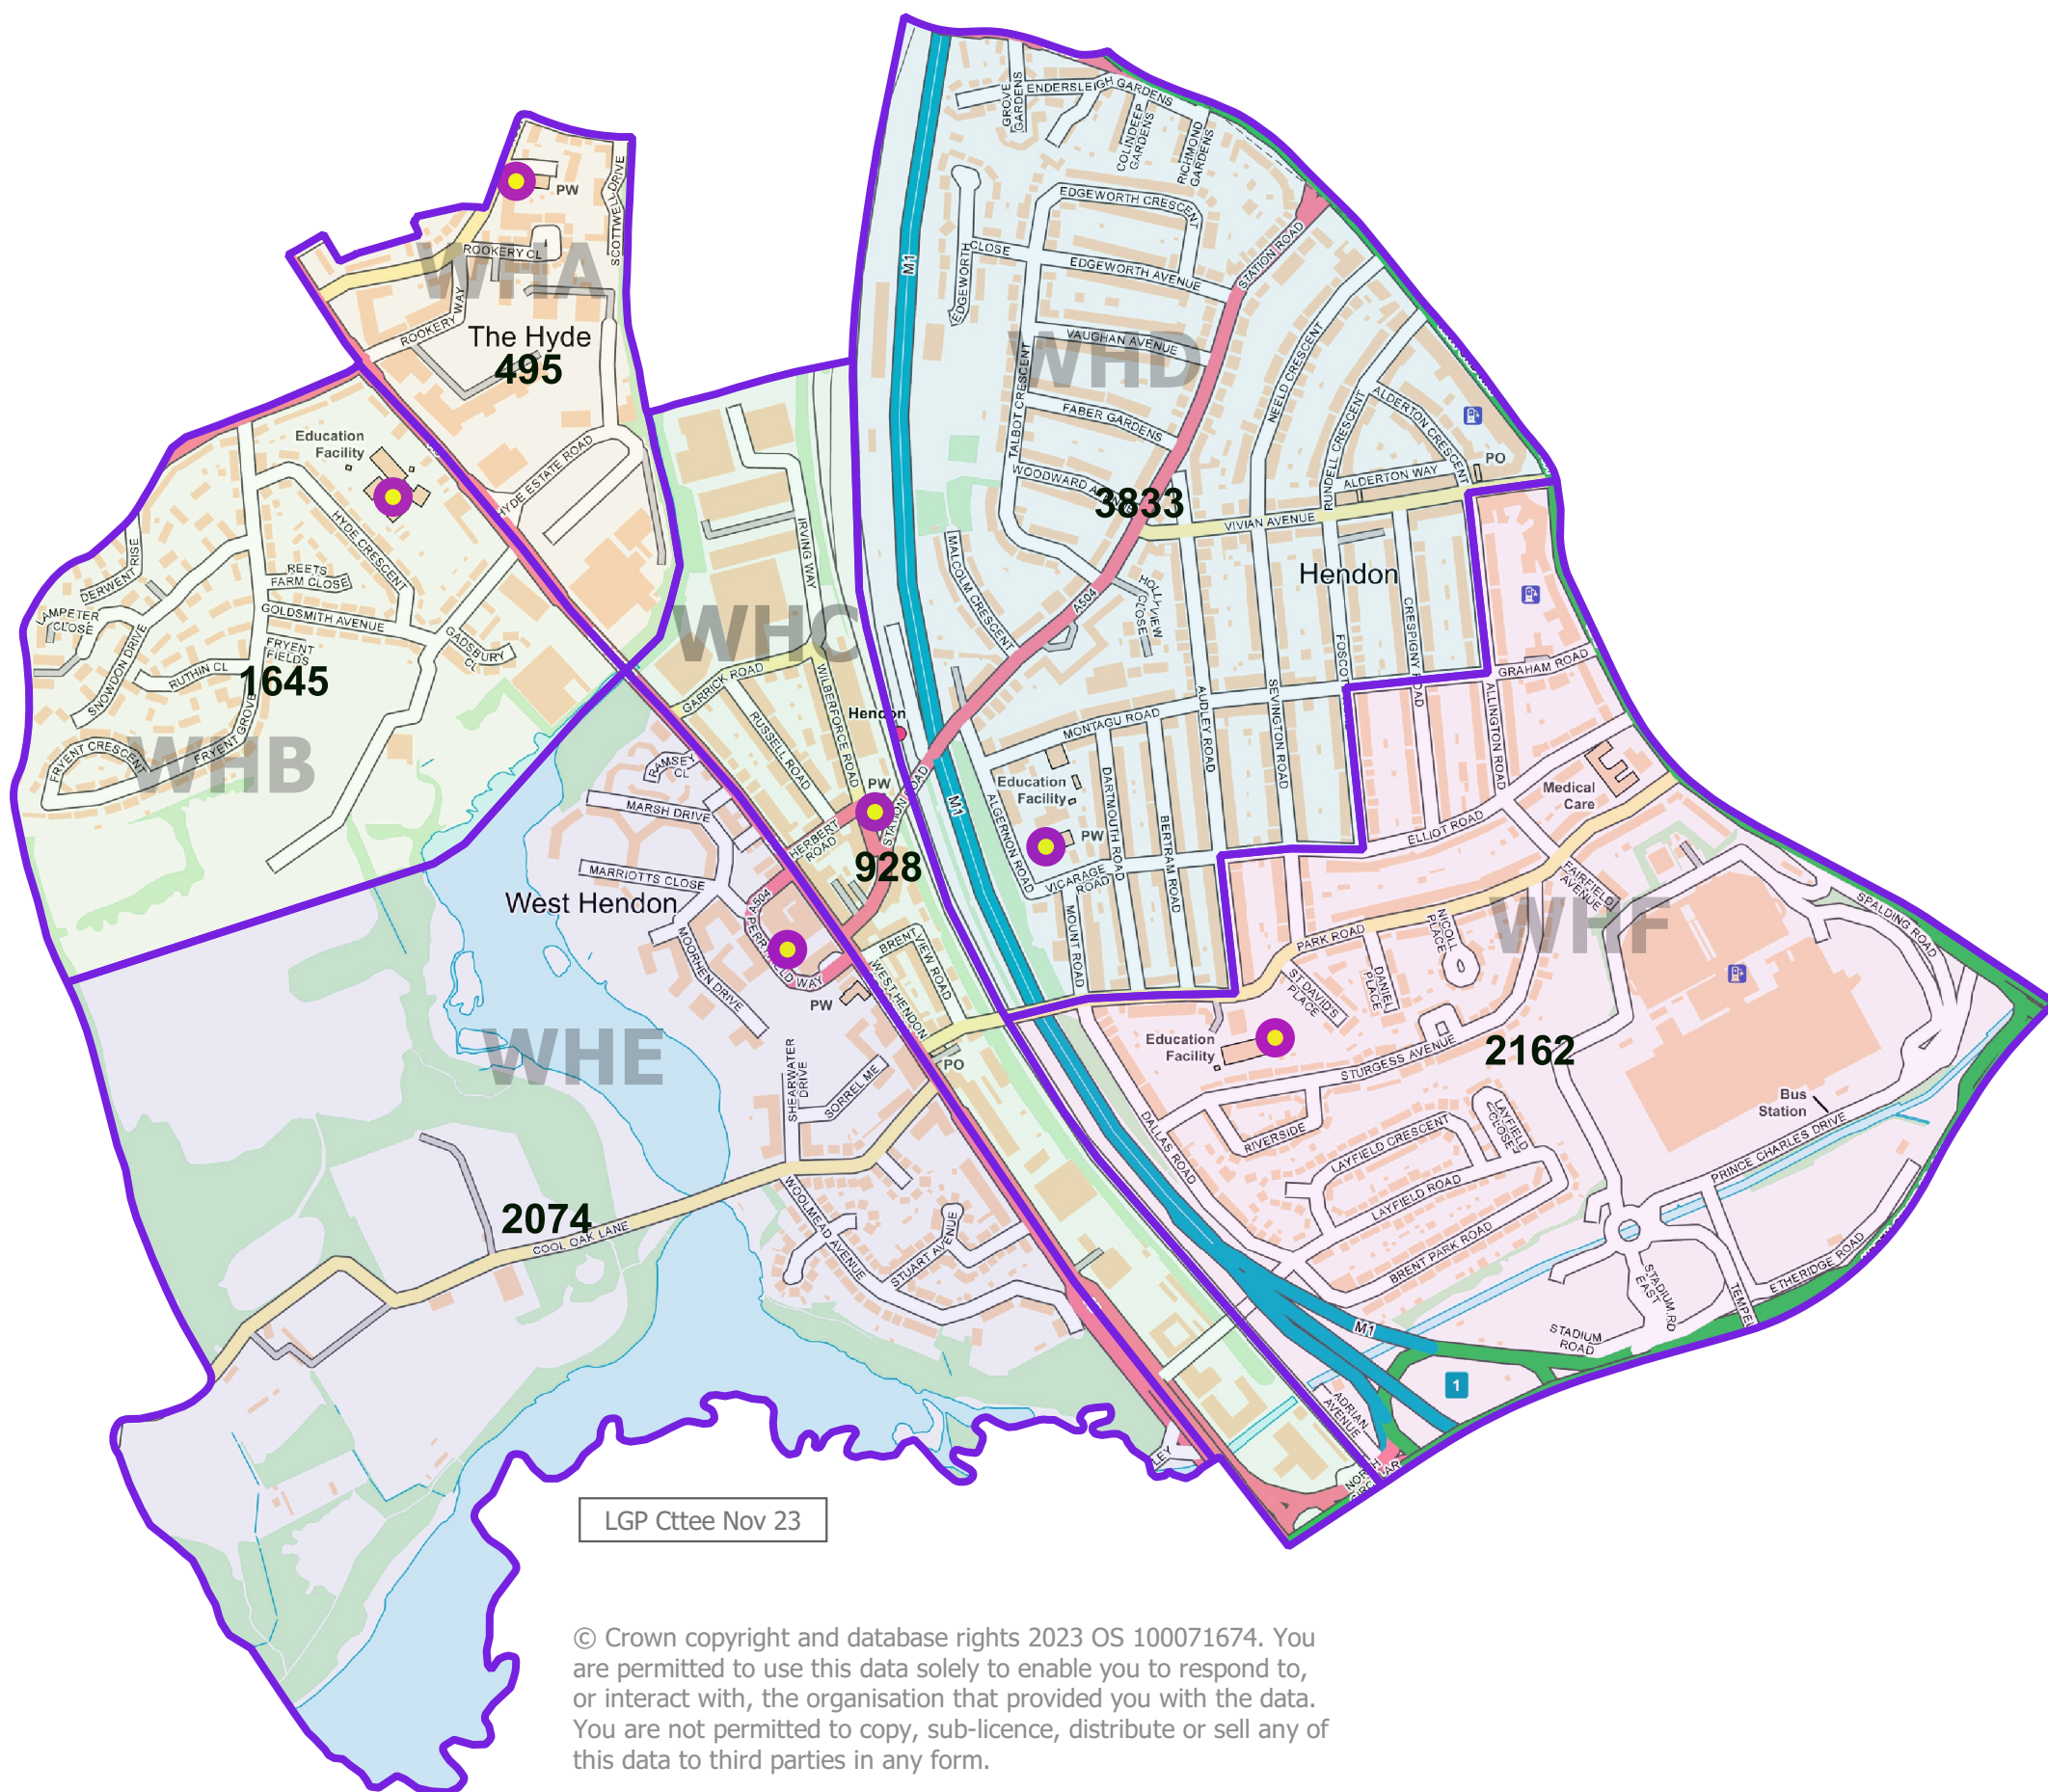 GROVE
GARDENS
ENDERSLEIGH GARDENS
COLINDEEP
GARDENS
RICHMOND
GARDENS
PW
SCOTTWELL DRIVE
EDGEWORTH CRESCENT
STATION ROAD
WHA
ROOKERY CL
EDGEWORTH
CLOSE
EDGEWORTH AVENUE
M1
ROOKERY WAY
The Hyde
495
VAUGHAN AVENUE
WHD
TALBOT CRESCENT
NEELD CRESCENT
FABER GARDENS
RUNDELL CRESCENT
ALDERTON CRESCENT
Education
Facility
HYDE ESTATE ROAD
WOODWARD AVENUE
3833
ALDERTON WAY
PO
VIVIAN AVENUE
HYDE CRESCENT
IRVING WAY
MALCOLM CRESCENT
HOLLYVIEW
CLOSE
Hendon
DERWENT RISE
REETS
FARM CLOSE
LAMPETER
CLOSE
GOLDSMITH AVENUE
A504
CRESPIGNY ROAD
FRYENT
FIELDS
GADSBURY
CL
WHC
SNOWDON DRIVE
RUTHIN CL
1645
GARRICK ROAD
WILBERFORCE ROAD
AUDLEY ROAD
SEVINGTON ROAD
FOSCOT
GRAHAM ROAD
ALLINGTON ROAD
FRYENT CRESCENT
WHB
FRYENT GROVE
RUSSELL ROAD
Hendon
MONTAGU ROAD
RAMSEY
CL
MARSH DRIVE
PW
STATION ROAD
M1
Education
Facility
DARTMOUTH ROAD
BERTRAM ROAD
Medical
Care
HERBERT
ROAD
ALGERNON ROAD
PW
ELLIOT ROAD
928
MARRIOTTS CLOSE
VICARAGE
ROAD
FAIRFIELD
AVENUE
West Hendon
A504
PERRYFIELD WAY
MOORHEN DRIVE
BRENT
VIEW ROAD
MOUNT ROAD
PARK ROAD
NICOLL
PLACE
WHF
SPALDING ROAD
WEST HENDON
ST DAVIDS
PLACE
DANIEL
PLACE
PW
WHE
SHEARWATER
DRIVE
SORREL ME
PO
Education
Facility
STURGESS AVENUE
2162
Bus
Station
RIVERSIDE
LAYFIELD CRESCENT
LAYFIELD
CLOSE
PRINCE CHARLES DRIVE
DALLAS ROAD
LAYFIELD ROAD
2074
COOL OAK LANE
WOOLMEAD AVENUE
STUART AVENUE
BRENT PARK ROAD
STADIUM RD
EAST
TEMPLE
ETHERIDGE ROAD
M1
STADIUM
ROAD
1
ADRIAN
AVENUE
LEY
LGP Cttee Nov 23
© Crown copyright and database rights 2023 OS 100071674. You
are permitted to use this data solely to enable you to respond to,
or interact with, the organisation that provided you with the data.
You are not permitted to copy, sub-licence, distribute or sell any of
this data to third parties in any form.